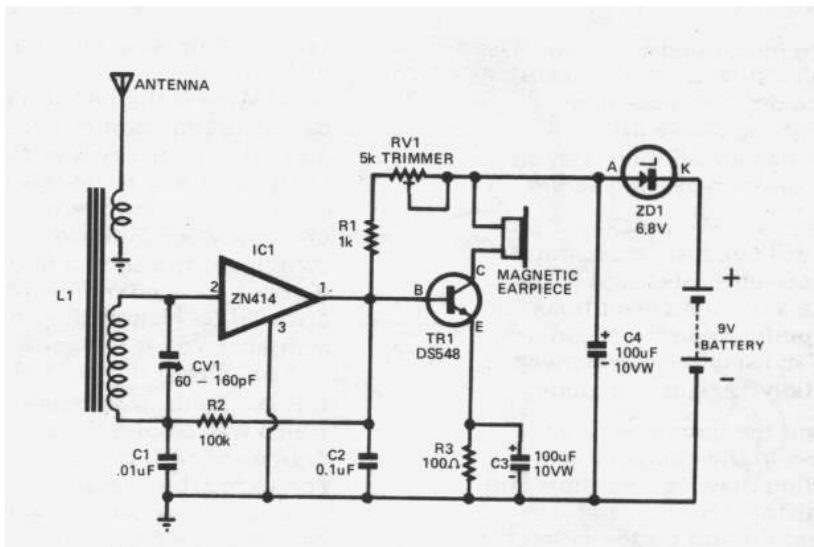 ANTENNA
RV1
5k TRIMMER
A
K
ZD1
6.8V
R1
1k
IC1
L1
2
ZN414
1
3
MAGNETIC
EARPIECE
C
B
E
TR1
DS548
+
9V
BATTERY
−
CV1
60 – 160pF
R2
100k
C4
+
100uF
10VW
−
C1
.01uF
C2
0.1uF
R3
100Ω
C3
+
100uF
10VW
−